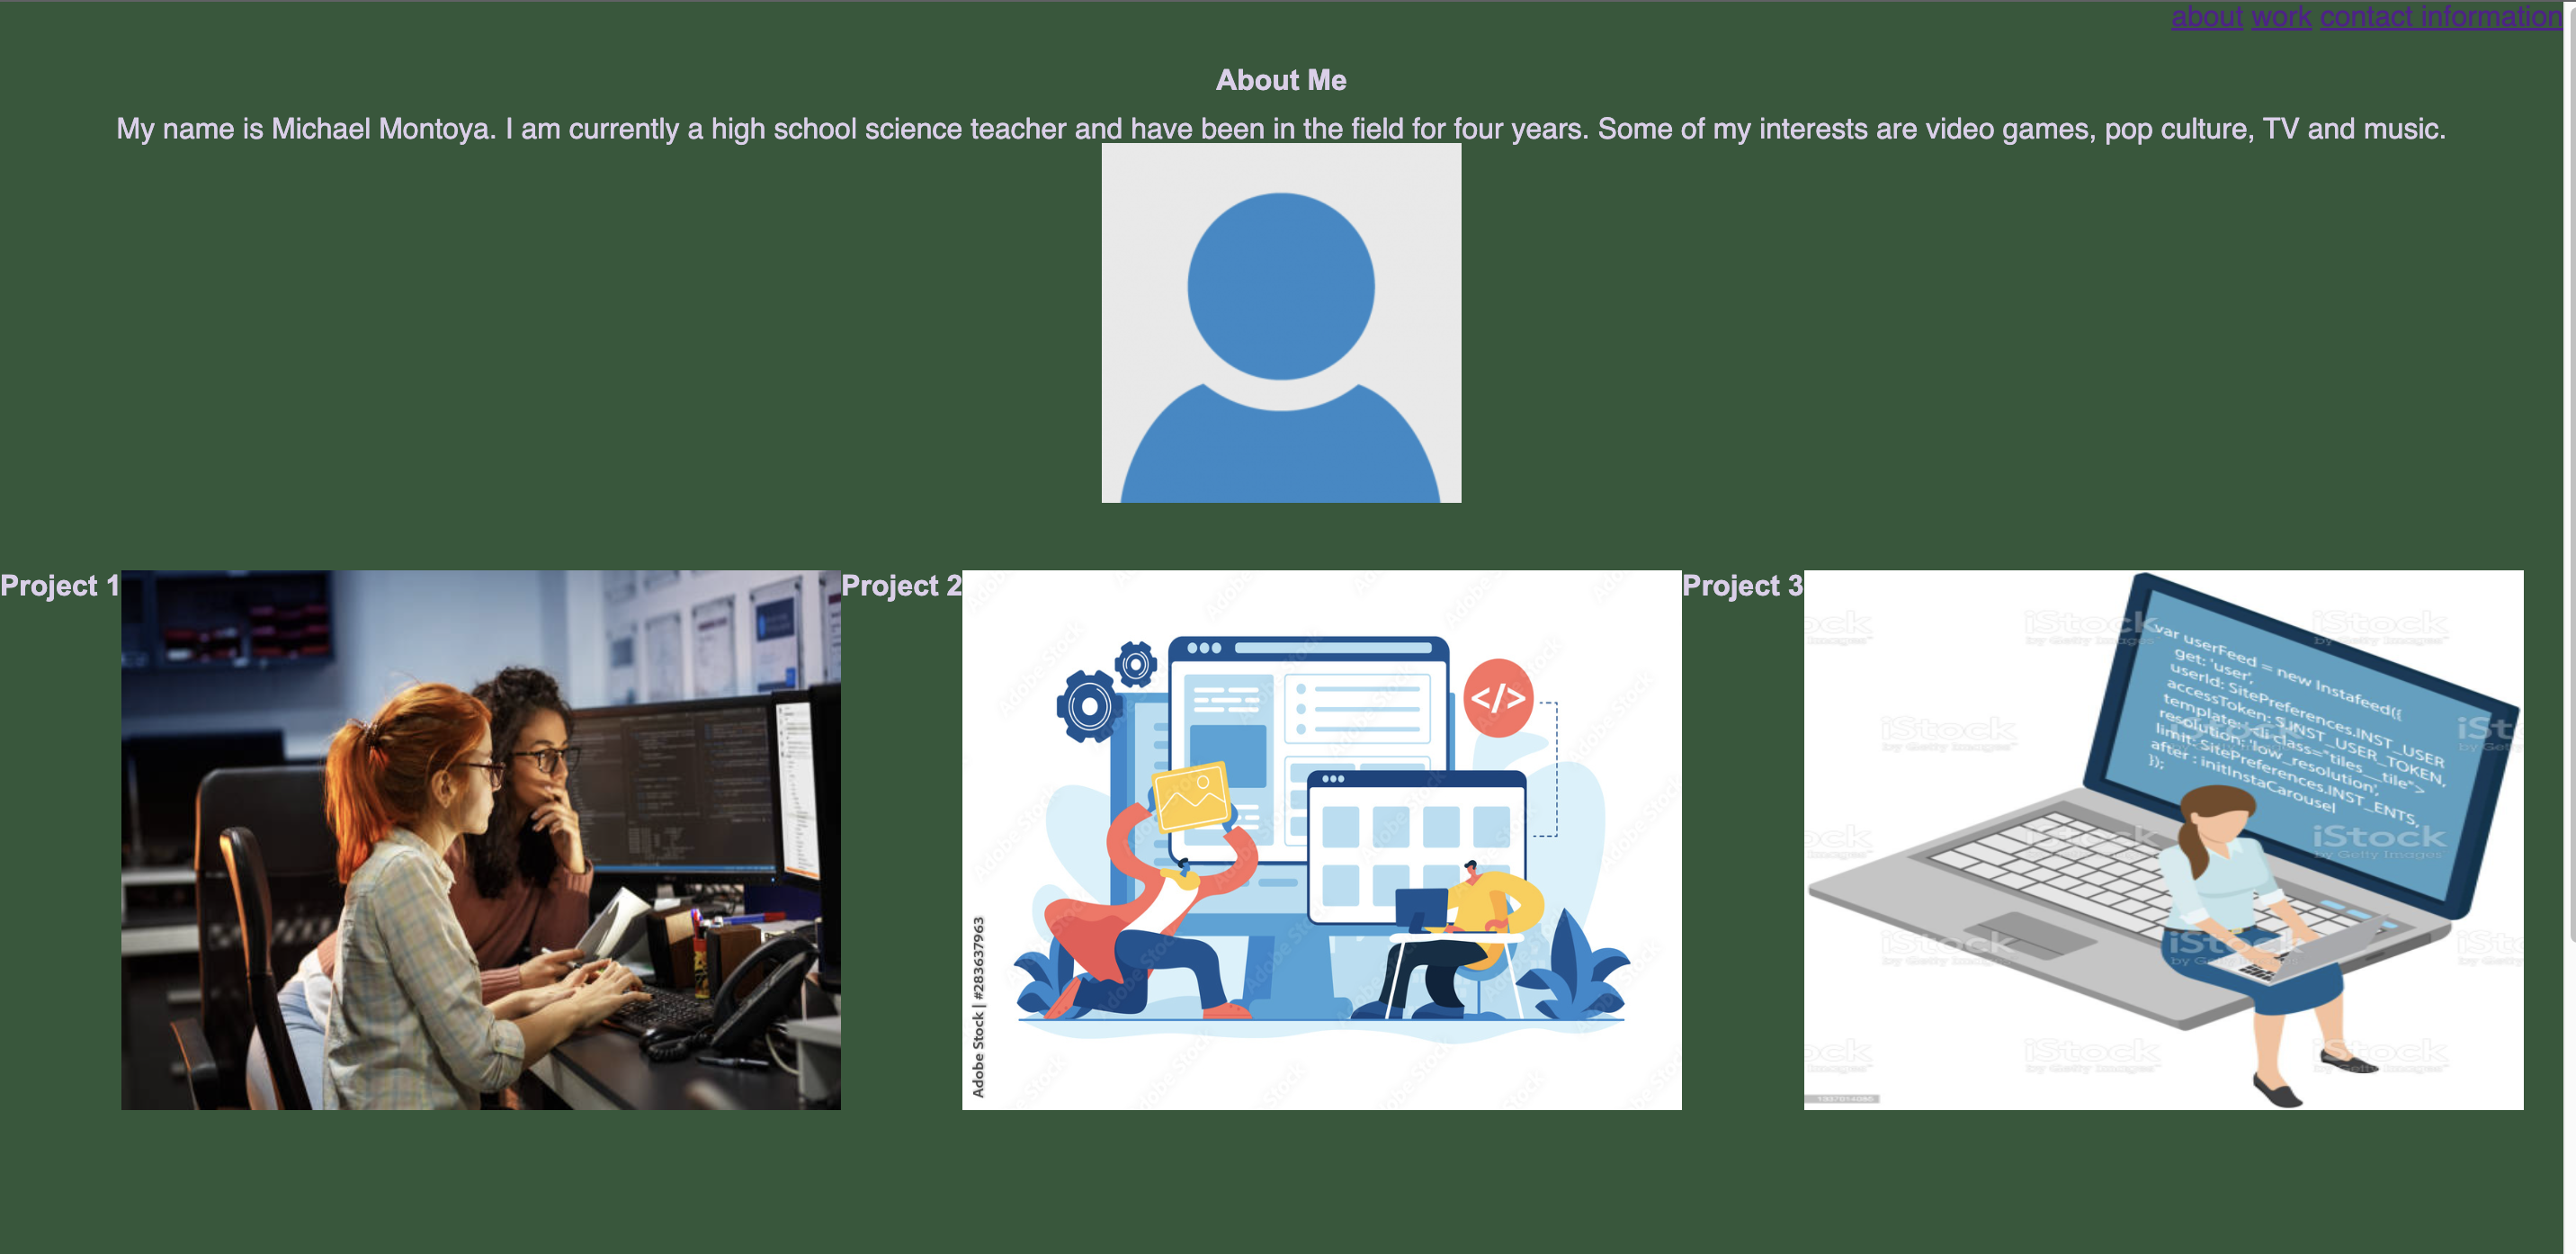 about work contact information
About Me
My name is Michael Montoya. I am currently a high school science teacher and have been in the field for four years. Some of my interests are video games, pop culture, TV and music.
Project 1
Project 2
Project 3
</>
Adobe Stock | #283637963
Adobe Stock
var userFeed = new Instafeed({
get: 'user',
userId: SitePreferences.INST_USER
accessToken: $.INST_USER_TOKEN,
template: '<di class="tiles__tile">
resolution: 'low_resolution',
limit: SitePreferences.INST_ENTS,
after : initInstaCarousel
});
iStock
by Getty Images